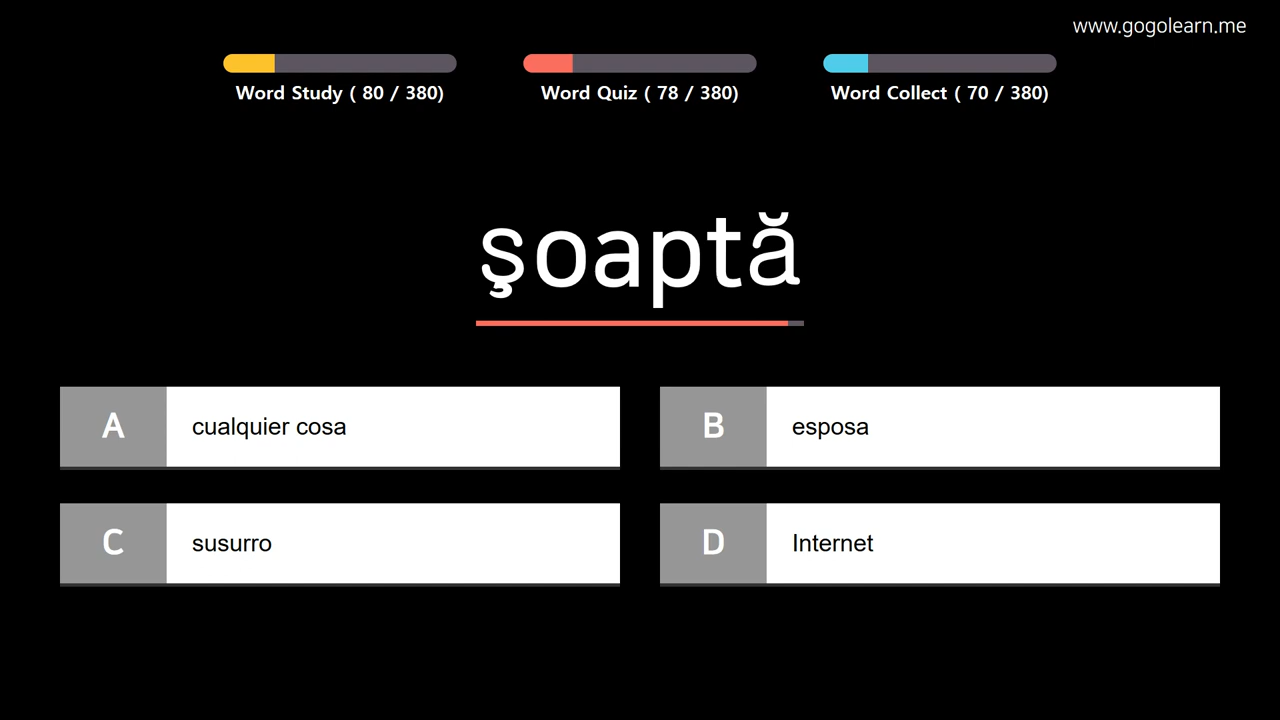 www.gogolearn.me
Word Study ( 80 / 380)
Word Quiz ( 78 / 380)
Word Collect ( 70 / 380)
şoaptă
A cualquier cosa
B esposa
C susurro
D Internet